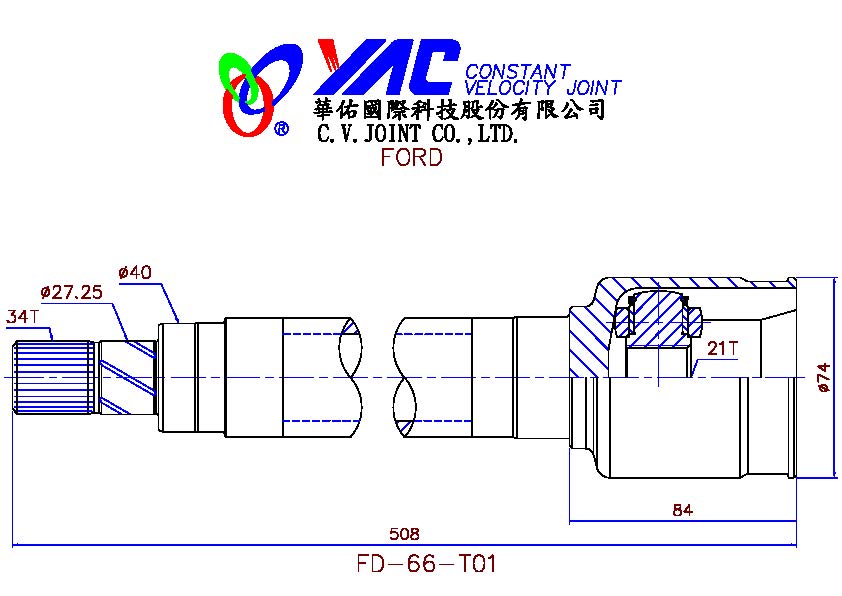 YAC CONSTANT
VELOCITY JOINT
華佑國際科技股份有限公司
®
C.V.JOINT CO.,LTD.
FORD
ø40
ø27.25
34T
21T
ø74
84
508
FD-66-T01